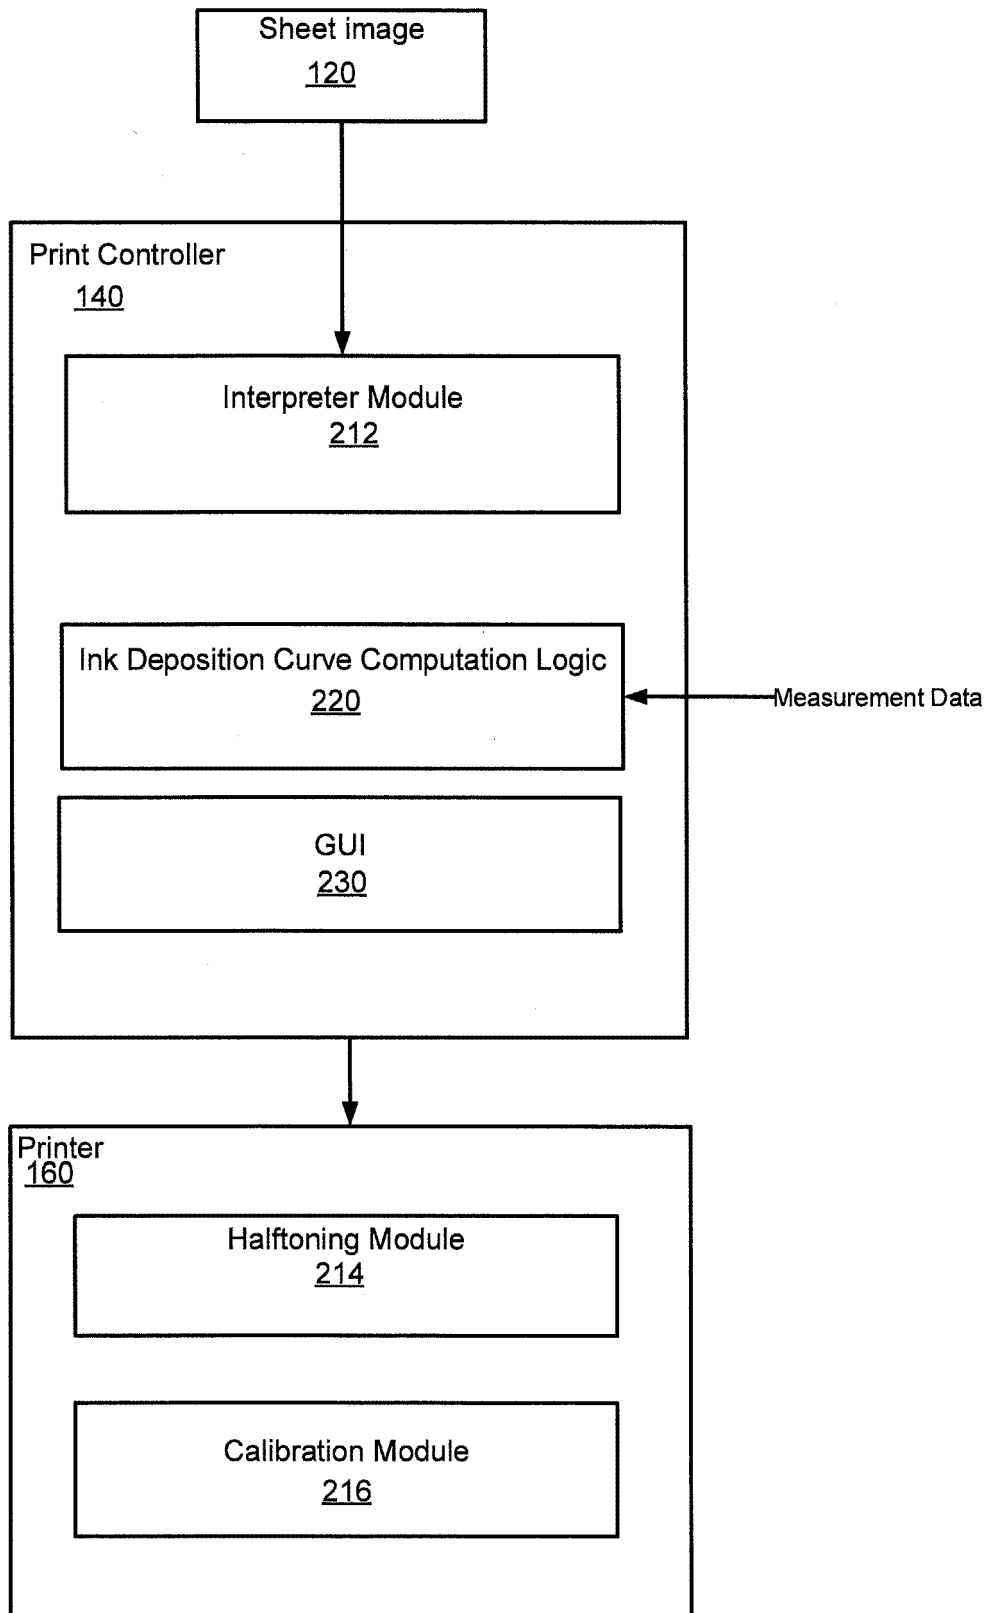 Sheet image
120
Print Controller
140
Interpreter Module
212
Ink Deposition Curve Computation Logic
220
Measurement Data
GUI
230
Printer
160
Halftoning Module
214
Calibration Module
216